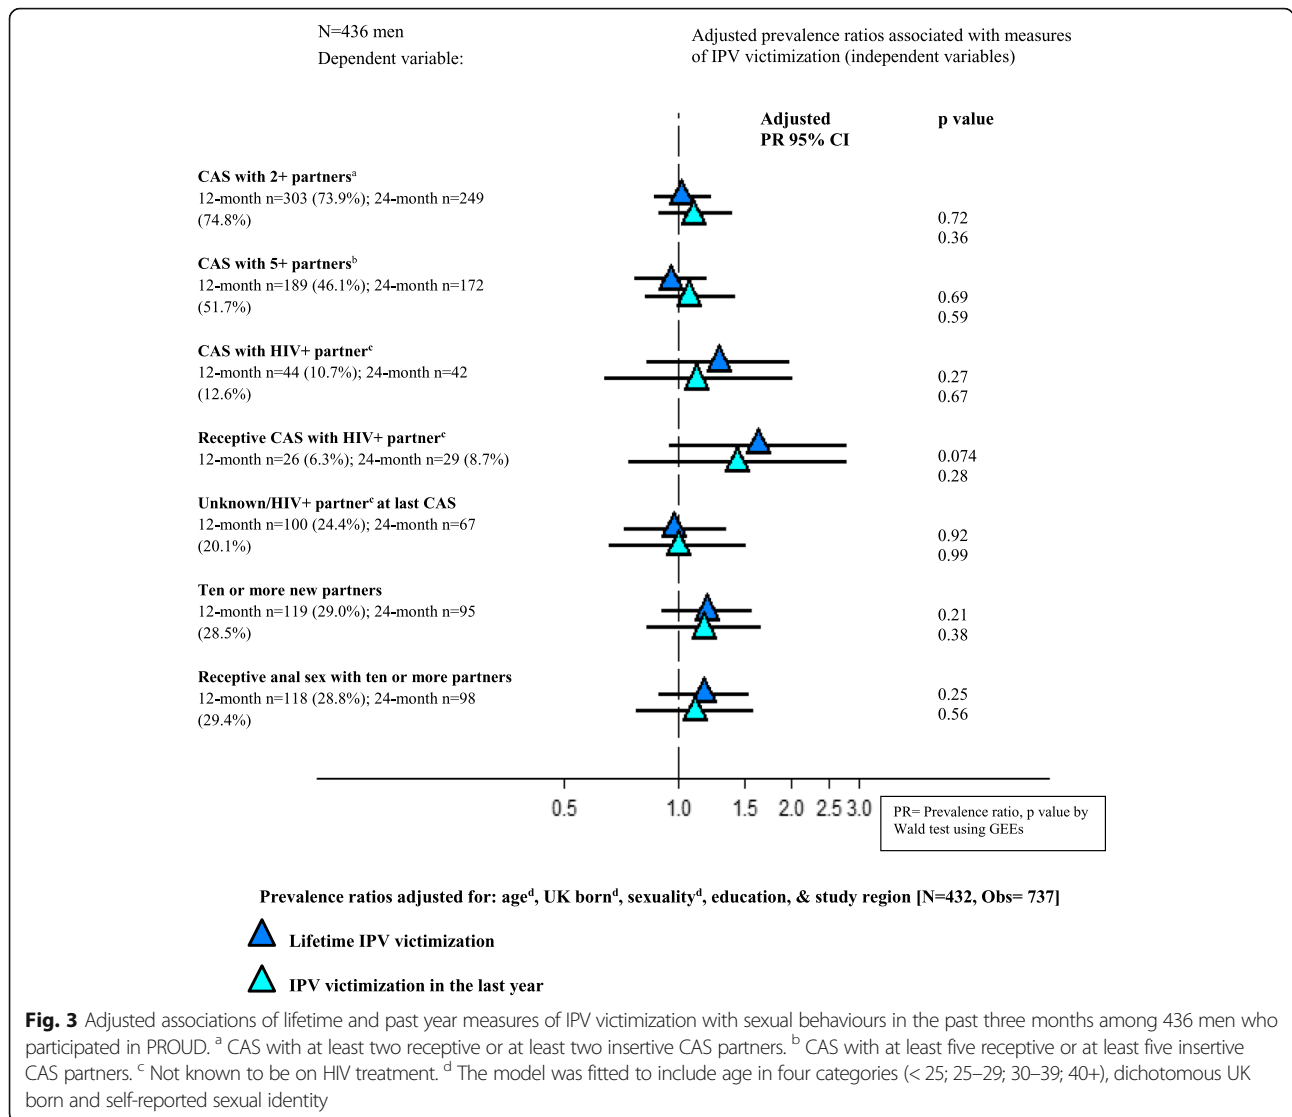 N=436 men
Dependent variable:
Adjusted prevalence ratios associated with measures
of IPV victimization (independent variables)
Adjusted
PR 95% CI
p value
CAS with 2+ partnersᵃ
12-month n=303 (73.9%); 24-month n=249
(74.8%)
0.72
0.36
CAS with 5+ partnersᵇ
12-month n=189 (46.1%); 24-month n=172
(51.7%)
0.69
0.59
CAS with HIV+ partnerᶜ
12-month n=44 (10.7%); 24-month n=42
(12.6%)
0.27
0.67
Receptive CAS with HIV+ partnerᶜ
12-month n=26 (6.3%); 24-month n=29 (8.7%)
0.074
0.28
Unknown/HIV+ partnerᶜ at last CAS
12-month n=100 (24.4%); 24-month n=67
(20.1%)
0.92
0.99
Ten or more new partners
12-month n=119 (29.0%); 24-month n=95
(28.5%)
0.21
0.38
Receptive anal sex with ten or more partners
12-month n=118 (28.8%); 24-month n=98
(29.4%)
0.25
0.56
0.5 1.0 1.5 2.0 2.5 3.0
PR= Prevalence ratio, p value by
Wald test using GEEs
Prevalence ratios adjusted for: ageᵈ, UK bornᵈ, sexualityᵈ, education, & study region [N=432, Obs= 737]
Lifetime IPV victimization
IPV victimization in the last year
Fig. 3 Adjusted associations of lifetime and past year measures of IPV victimization with sexual behaviours in the past three months among 436 men who
participated in PROUD. ᵃ CAS with at least two receptive or at least two insertive CAS partners. ᵇ CAS with at least five receptive or at least five insertive
CAS partners. ᶜ Not known to be on HIV treatment. ᵈ The model was fitted to include age in four categories (< 25; 25–29; 30–39; 40+), dichotomous UK
born and self-reported sexual identity